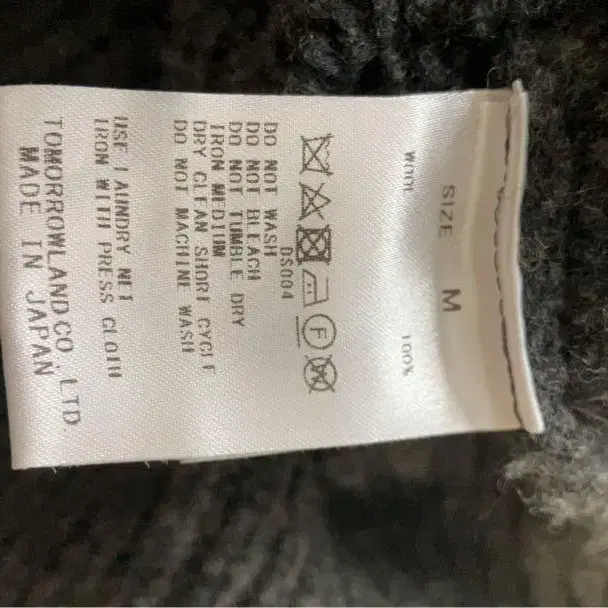 SIZE M
WOOL 100%
DS004
DO NOT WASH
DO NOT BLEACH
DO NOT TUMBLE DRY
IRON MEDIUM
DRY CLEAN SHORT CYCLE
DO NOT MACHINE WASH
USE LAUNDRY NET
IRON WITH PRESS CLOTH
TOMORROWLAND CO., LTD.
MADE IN JAPAN